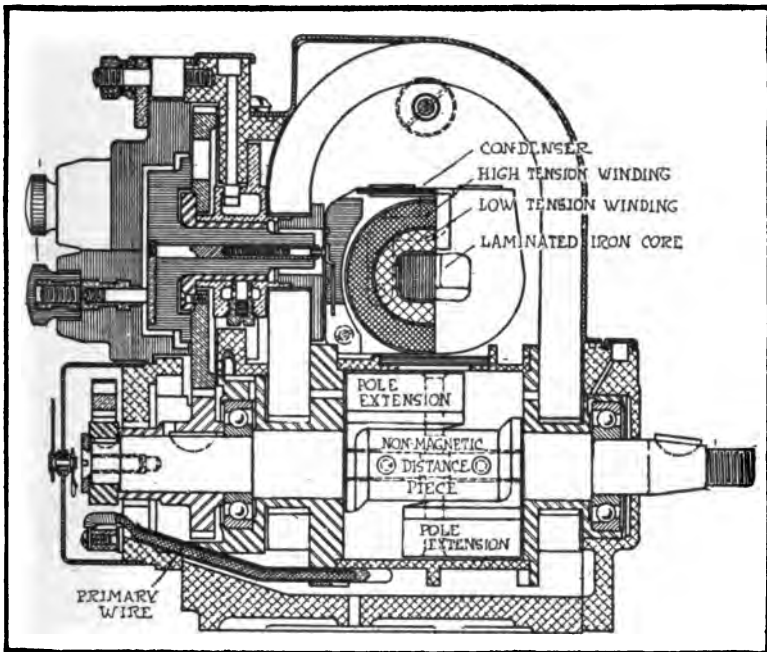 CONDENSER
HIGH TENSION WINDING
LOW TENSION WINDING
LAMINATED IRON CORE
POLE
EXTENSION
NON-MAGNETIC
DISTANCE
PIECE
POLE
EXTENSION
PRIMARY
WIRE